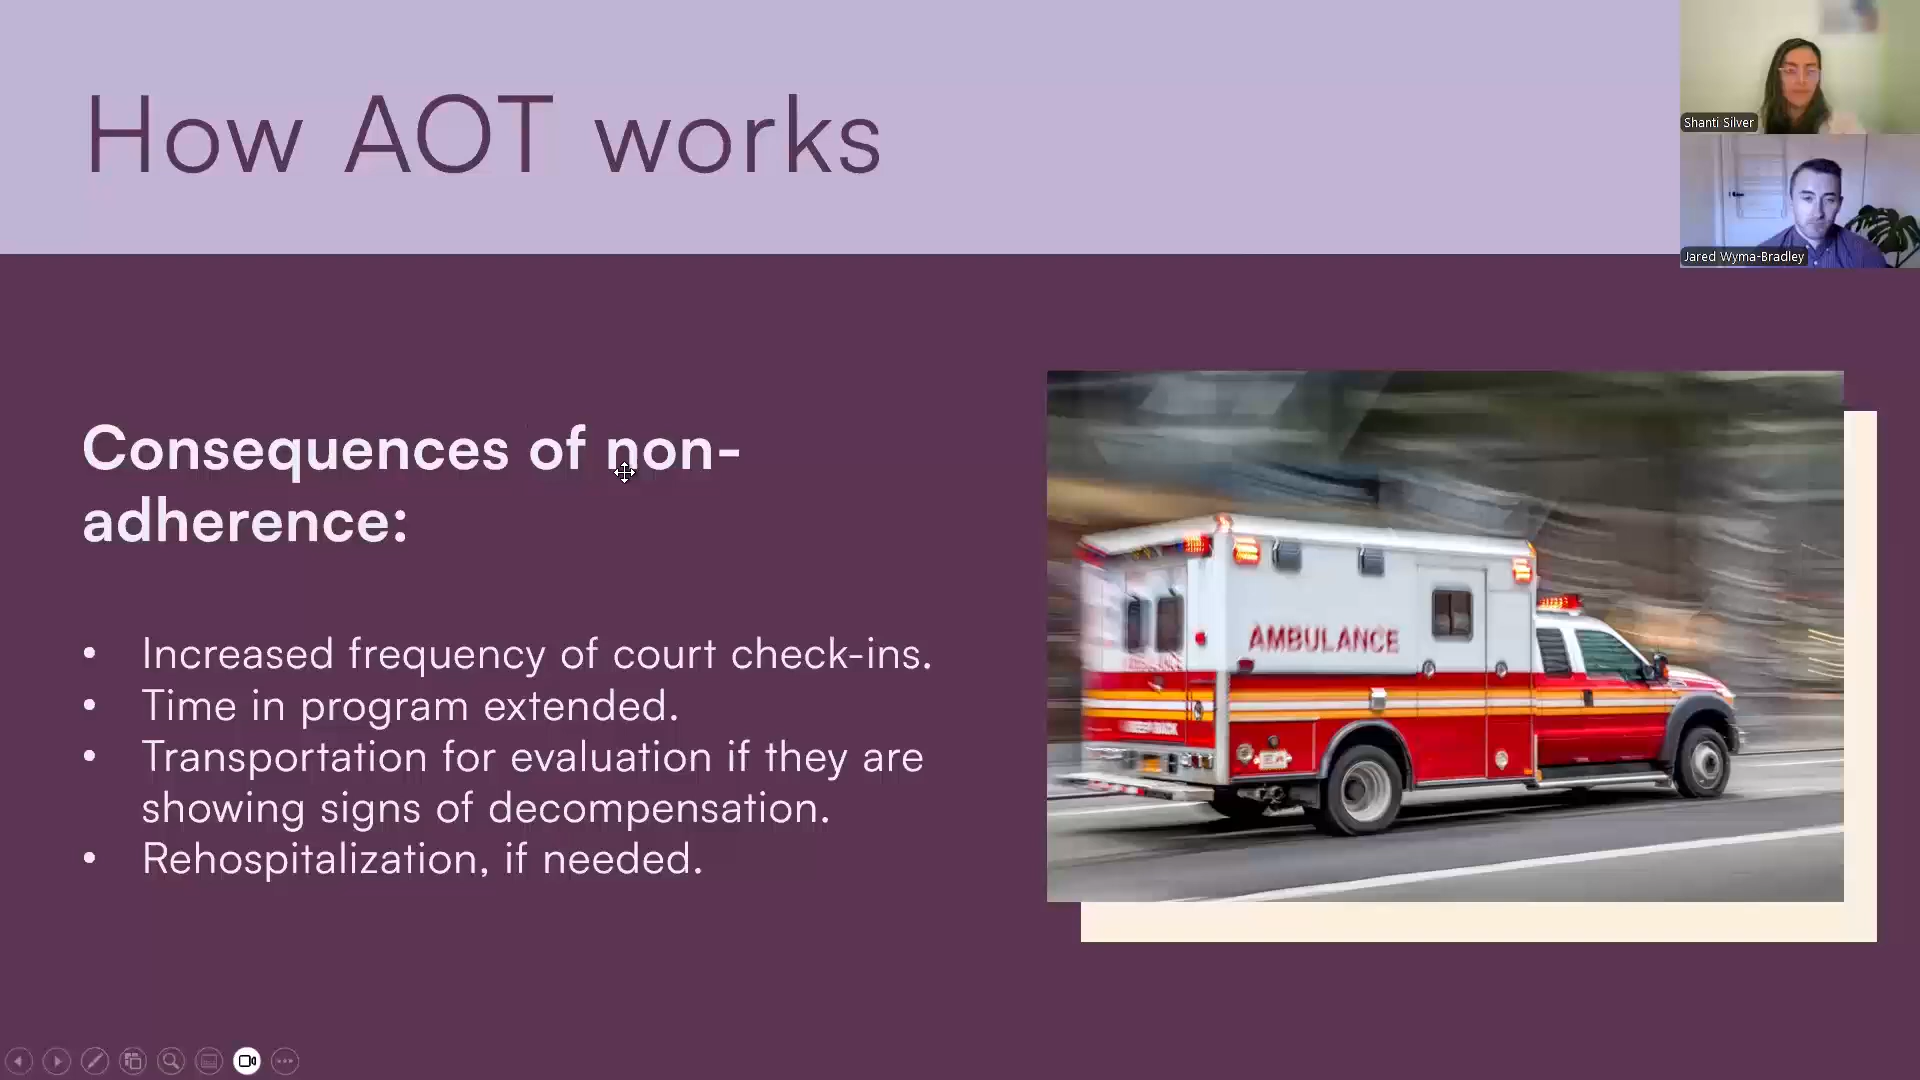 How AOT works
Shanti Silver
Jared Wyma-Bradley
Consequences of non-
adherence:
• Increased frequency of court check-ins.
• Time in program extended.
• Transportation for evaluation if they are
showing signs of decompensation.
• Rehospitalization, if needed.
AMBULANCE